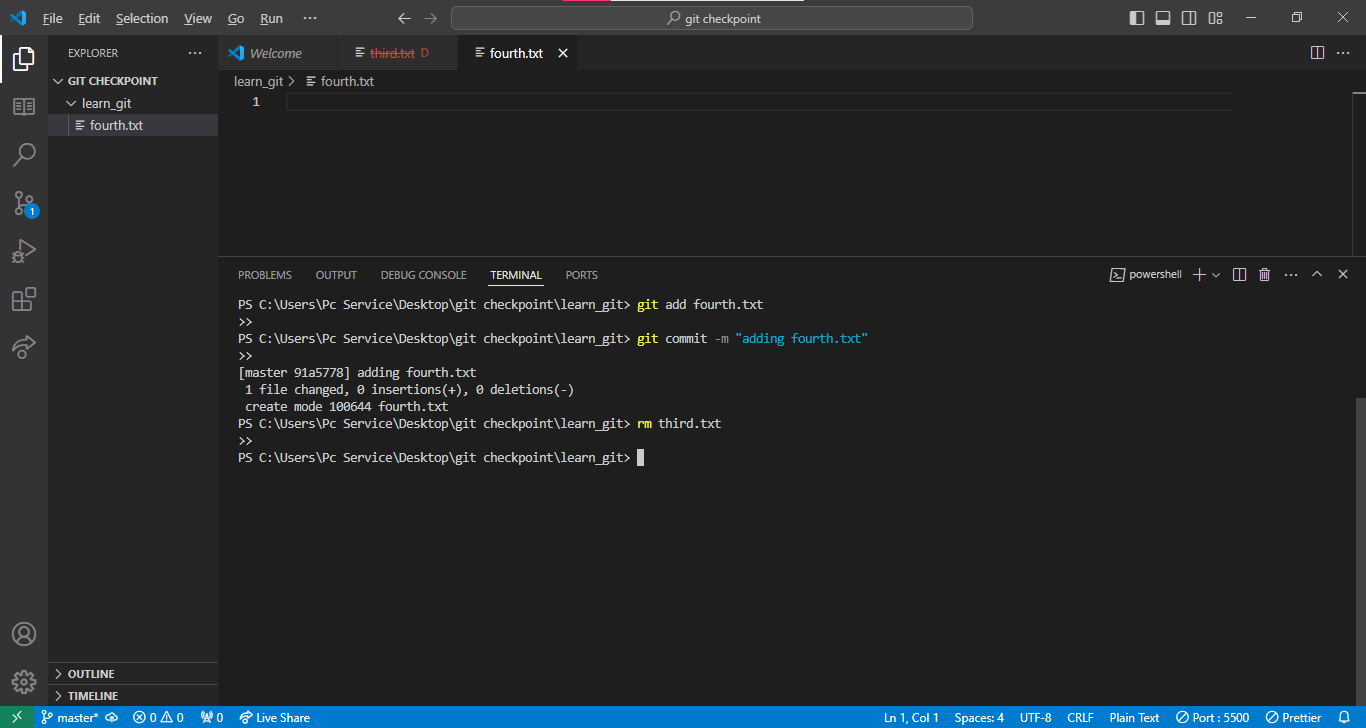 File Edit Selection View Go Run ··· git checkpoint
EXPLORER ···
GIT CHECKPOINT
learn_git
fourth.txt
OUTLINE
TIMELINE
Welcome third.txt D fourth.txt
learn_git > fourth.txt
1
PROBLEMS OUTPUT DEBUG CONSOLE TERMINAL PORTS powershell
PS C:\Users\Pc Service\Desktop\git checkpoint\learn_git> git add fourth.txt
>>
PS C:\Users\Pc Service\Desktop\git checkpoint\learn_git> git commit -m "adding fourth.txt"
>>
[master 91a5778] adding fourth.txt
 1 file changed, 0 insertions(+), 0 deletions(-)
 create mode 100644 fourth.txt
PS C:\Users\Pc Service\Desktop\git checkpoint\learn_git> rm third.txt
>>
PS C:\Users\Pc Service\Desktop\git checkpoint\learn_git>
1
master* 0 0 0 Live Share Ln 1, Col 1 Spaces: 4 UTF-8 CRLF Plain Text Port : 5500 Prettier